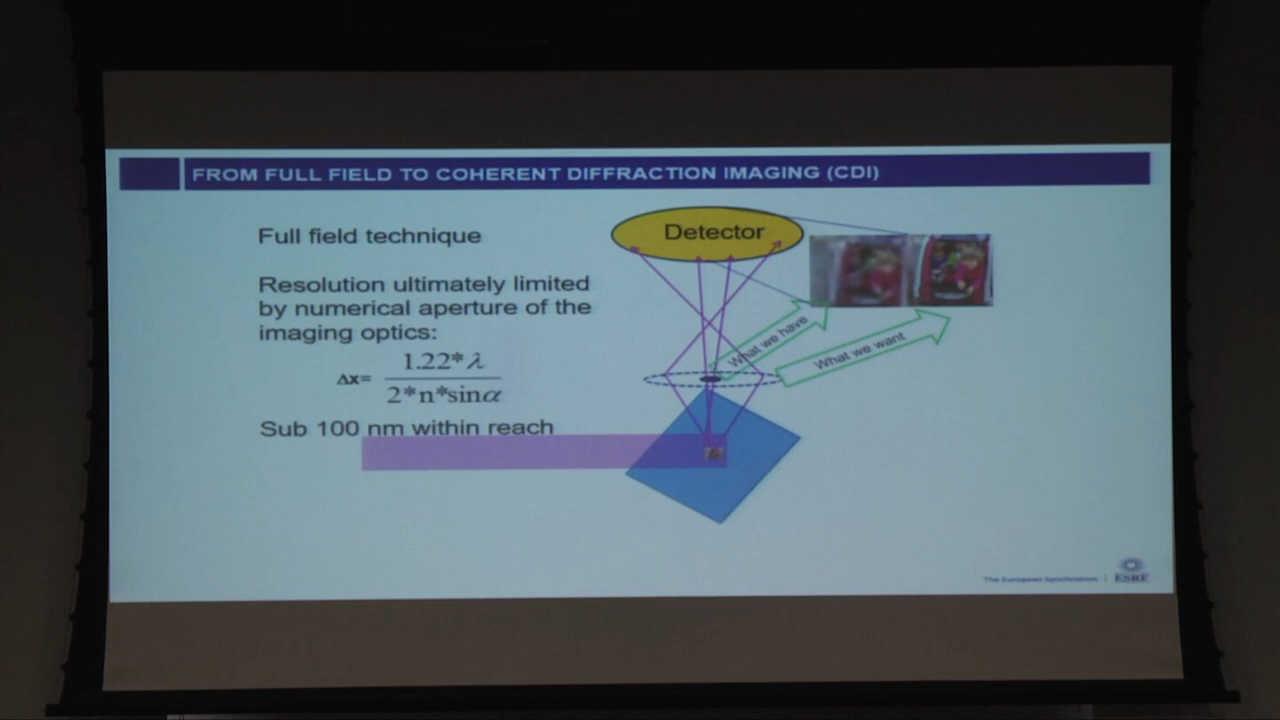 FROM FULL FIELD TO COHERENT DIFFRACTION IMAGING (CDI)
Full field technique
Detector
Resolution ultimately limited
by numerical aperture of the
imaging optics:
Δx= 1.22*λ
2*n*sinα
What we have
What we want
Sub 100 nm within reach
The European Synchrotron
ESRF